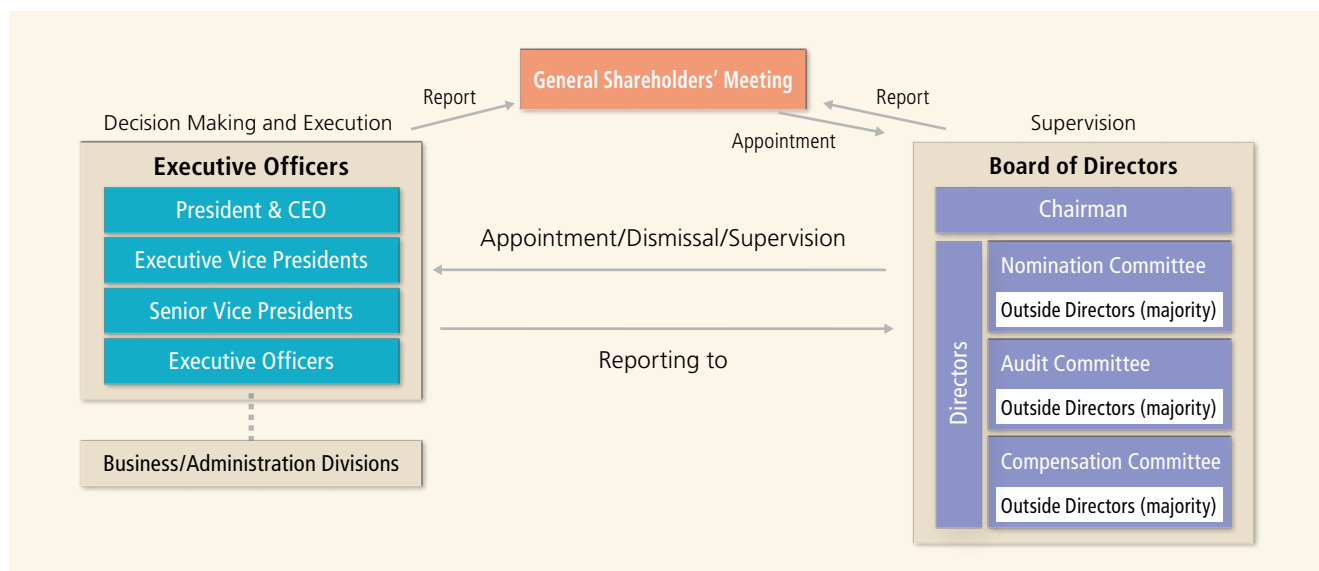 General Shareholders' Meeting
Report
Report
Appointment
Decision Making and Execution
Supervision
Executive Officers
President & CEO
Executive Vice Presidents
Senior Vice Presidents
Executive Officers
Business/Administration Divisions
Appointment/Dismissal/Supervision
Reporting to
Board of Directors
Chairman
Directors
Nomination Committee
Outside Directors (majority)
Audit Committee
Outside Directors (majority)
Compensation Committee
Outside Directors (majority)